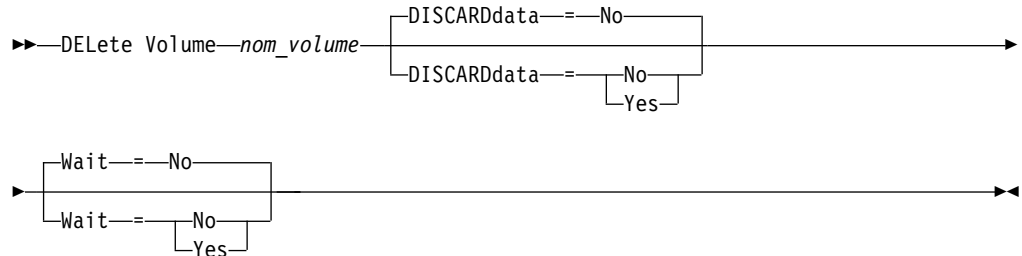 DISCARDdata = No
DELete Volume nom_volume
DISCARDdata = No
Yes
Wait = No
Wait = No
Yes